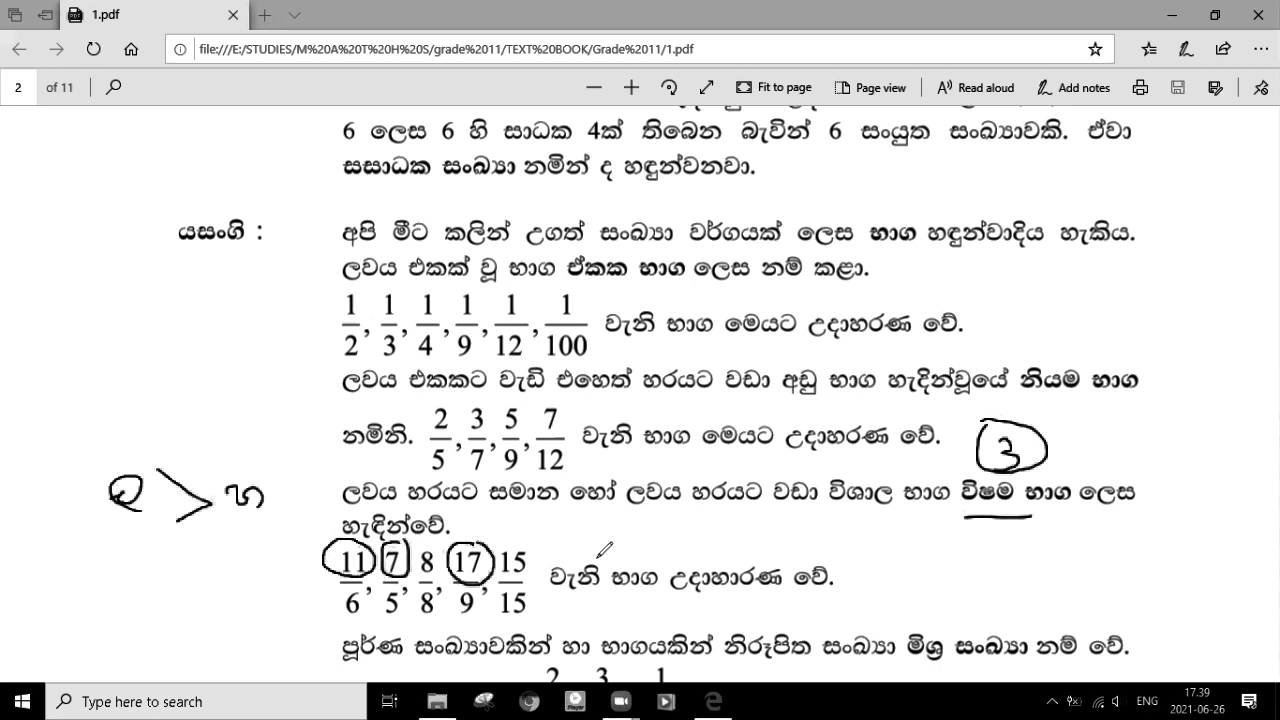 1.pdf
file:///E:/STUDIES/M%20A%20T%20H%20S/grade%2011/TEXT%20BOOK/Grade%2011/1.pdf
2 of 11 Fit to page Page view Read aloud Add notes
6 ලෙස 6 හි සාධක 4ක් තිබෙන බැවින් 6 සංයුත සංඛ්‍යාවකි. ඒවා
සසාධක සංඛ්‍යා නමින් ද හඳුන්වනවා.
යසංගි : අපි මීට කලින් උගත් සංඛ්‍යා වර්ගයක් ලෙස භාග හඳුන්වාදිය හැකිය.
ලවය එකක් වූ භාග ඒකක භාග ලෙස නම් කළා.
1/2, 1/3, 1/4, 1/9, 1/12, 1/100 වැනි භාග මෙයට උදාහරණ වේ.
ලවය එකකට වැඩි එහෙත් හරයට වඩා අඩු භාග හැදින්වූයේ නියම භාග
නමිනි. 2/5, 3/7, 5/9, 7/12 වැනි භාග මෙයට උදාහරණ වේ. 3
ල > හ ලවය හරයට සමාන හෝ ලවය හරයට වඩා විශාල භාග විෂම භාග ලෙස
හැඳින්වේ.
11/6, 7/5, 8/8, 17/9, 15/15 වැනි භාග උදාහාරණ වේ.
පූර්ණ සංඛ්‍යාවකින් හා භාගයකින් නිරූපිත සංඛ්‍යා මිශ්‍ර සංඛ්‍යා නම් වේ.
2 3 1
Type here to search ENG 17.39
2021-06-26